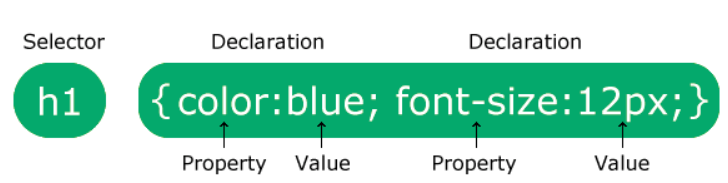 Selector Declaration Declaration
h1 {color:blue; font-size:12px;}
Property Value Property Value